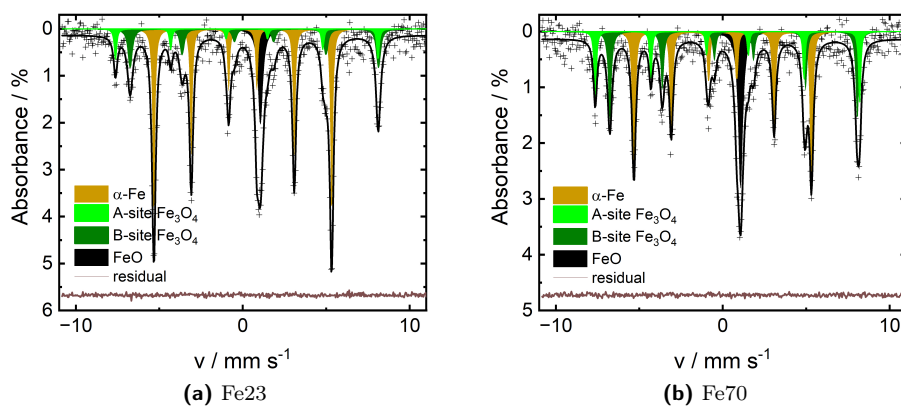 Absorbance / %
0
1
2
3
4
5
6
α-Fe
A-site Fe₃O₄
B-site Fe₃O₄
FeO
residual
−10 0 10
v / mm s⁻¹
(a) Fe23
Absorbance / %
0
1
2
3
4
5
α-Fe
A-site Fe₃O₄
B-site Fe₃O₄
FeO
residual
−10 0 10
v / mm s⁻¹
(b) Fe70